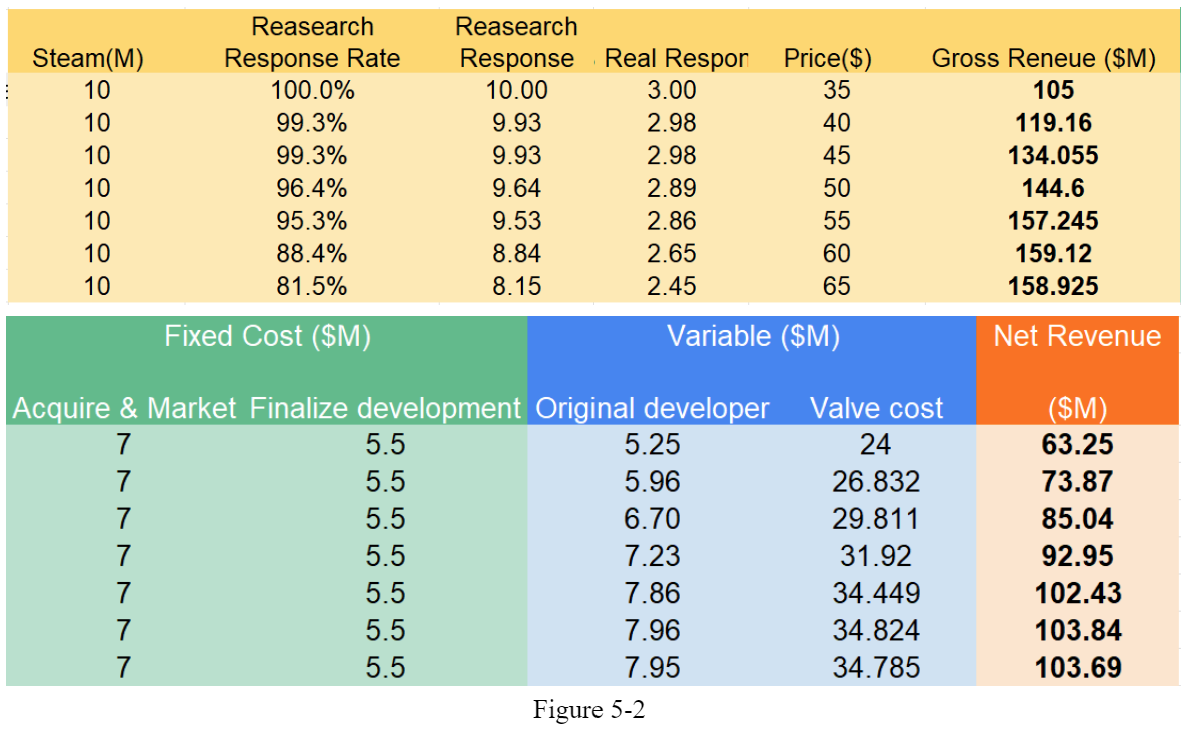 Steam(M) Reasearch Response Rate Reasearch Response Real Respon Price($) Gross Reneue ($M)
10 100.0% 10.00 3.00 35 105
10 99.3% 9.93 2.98 40 119.16
10 99.3% 9.93 2.98 45 134.055
10 96.4% 9.64 2.89 50 144.6
10 95.3% 9.53 2.86 55 157.245
10 88.4% 8.84 2.65 60 159.12
10 81.5% 8.15 2.45 65 158.925
Fixed Cost ($M) Variable ($M) Net Revenue
Acquire & Market Finalize development Original developer Valve cost ($M)
7 5.5 5.25 24 63.25
7 5.5 5.96 26.832 73.87
7 5.5 6.70 29.811 85.04
7 5.5 7.23 31.92 92.95
7 5.5 7.86 34.449 102.43
7 5.5 7.96 34.824 103.84
7 5.5 7.95 34.785 103.69
Figure 5-2